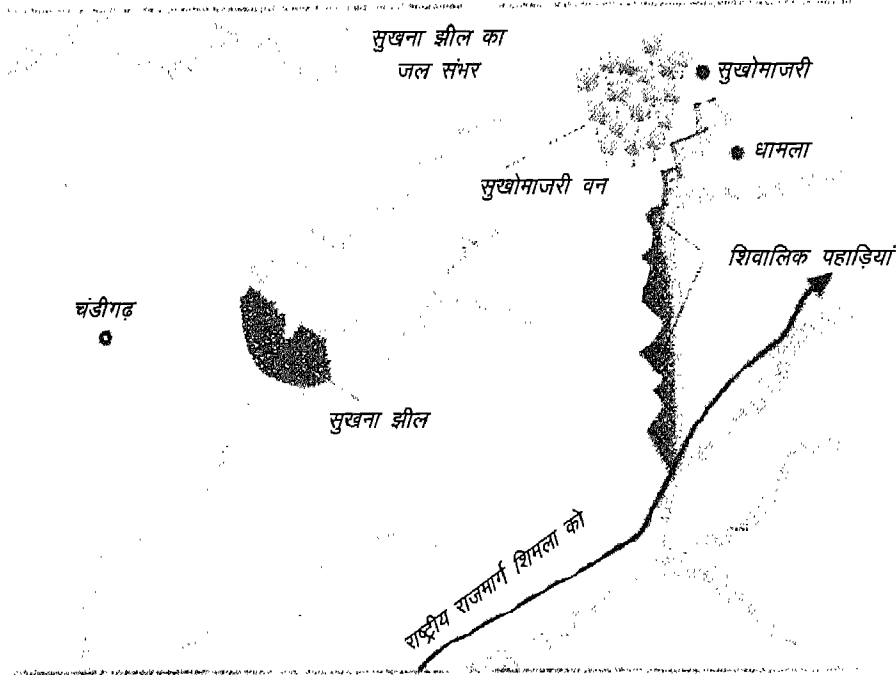 सुखना झील का
जल संभर
सुखोमाजरी
धामला
सुखोमाजरी वन
शिवालिक पहाड़ियां
चंडीगढ़
सुखना झील
राष्ट्रीय राजमार्ग शिमला को